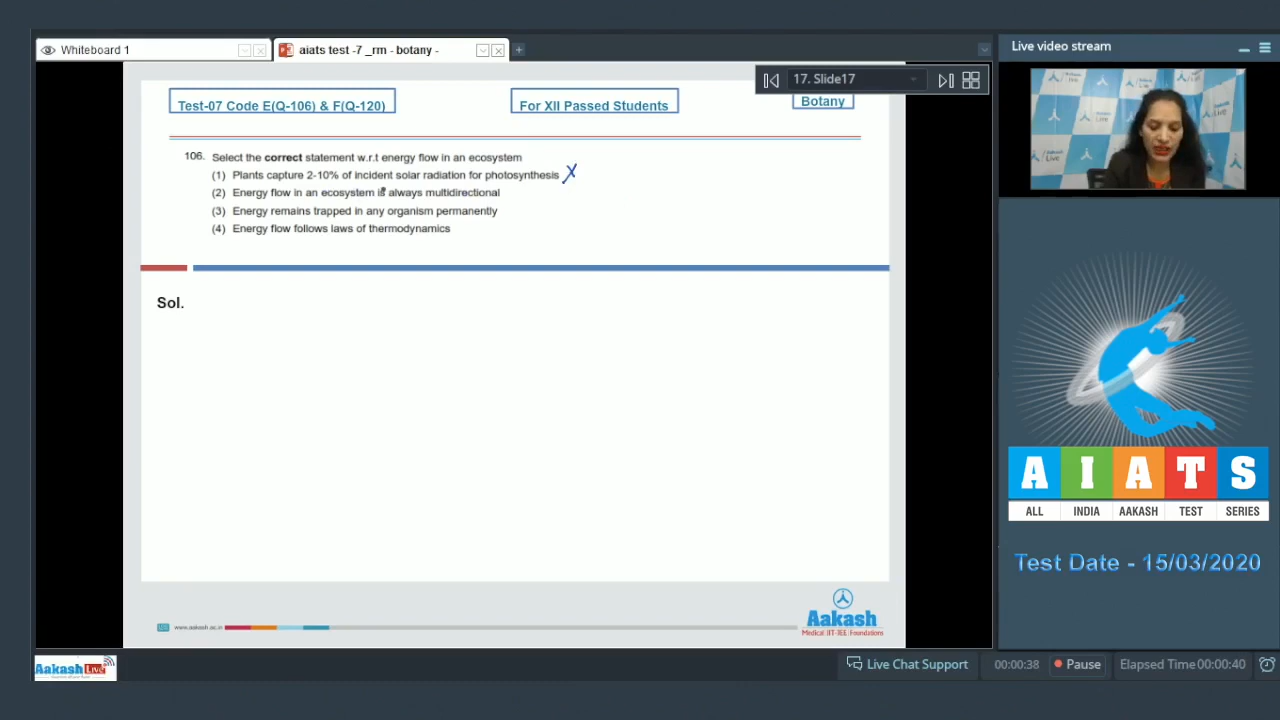 Whiteboard 1
aiats test -7 _rm - botany -
Live video stream
17. Slide17
Test-07 Code E(Q-106) & F(Q-120)
For XII Passed Students
Botany
106. Select the correct statement w.r.t energy flow in an ecosystem
(1) Plants capture 2-10% of incident solar radiation for photosynthesis X
(2) Energy flow in an ecosystem is always multidirectional
(3) Energy remains trapped in any organism permanently
(4) Energy flow follows laws of thermodynamics
Sol.
A I A T S
ALL INDIA AAKASH TEST SERIES
Test Date - 15/03/2020
www.aakash.ac.in
Aakash
Medical|IIT-JEE|Foundations
Aakash Live
Live Chat Support
00:00:38
Pause
Elapsed Time 00:00:40